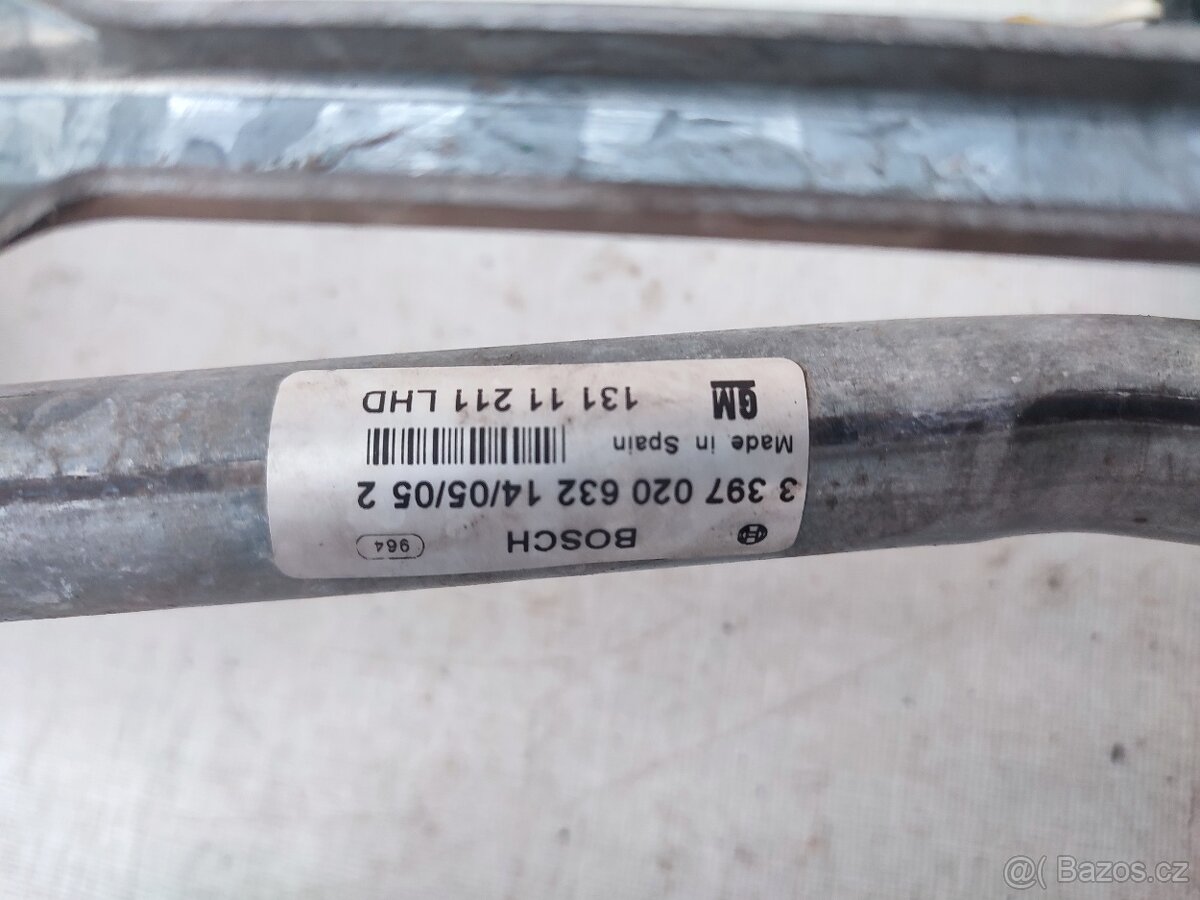 BOSCH
964
3 397 020 632 14/05/05 2
Made in Spain
GM 131 11 211 LHD
@( Bazos.cz